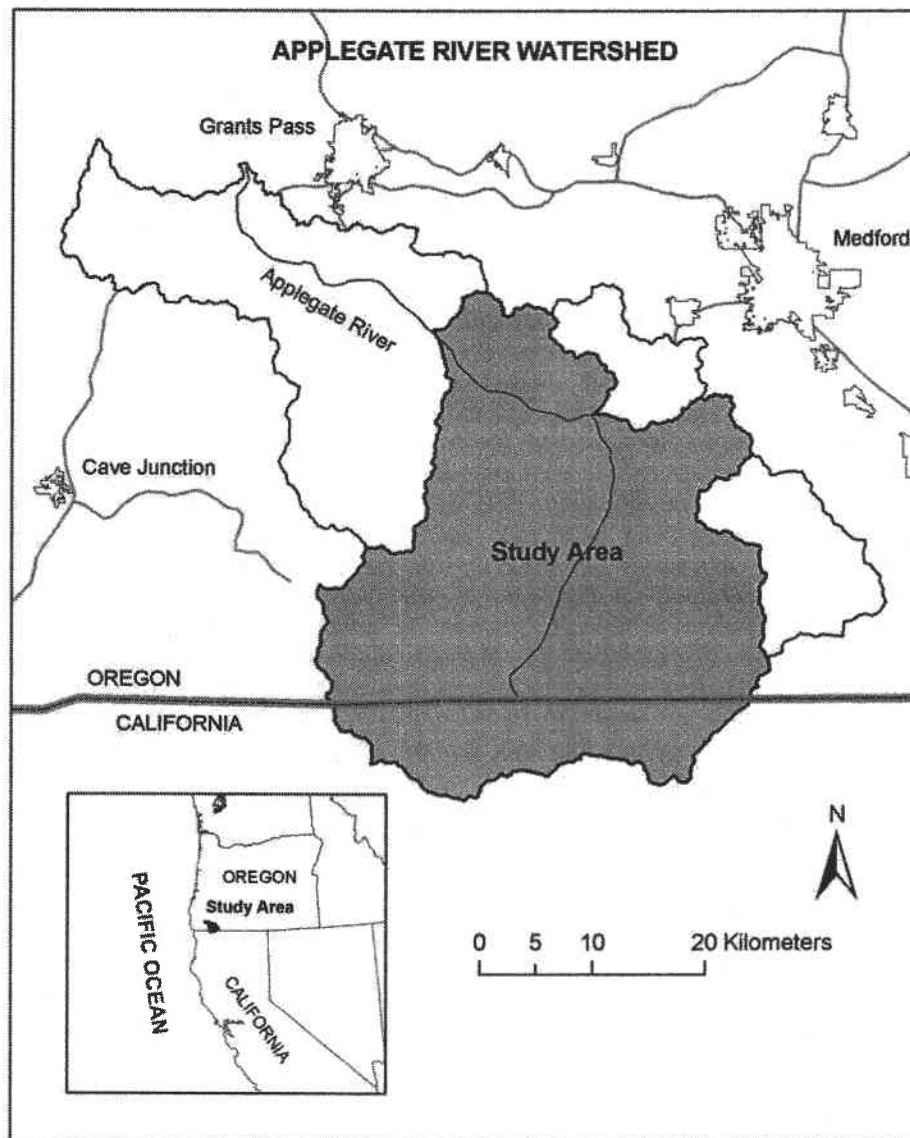 APPLEGATE RIVER WATERSHED
Grants Pass
Medford
Applegate River
Cave Junction
Study Area
OREGON
CALIFORNIA
N
PACIFIC OCEAN
OREGON
Study Area
CALIFORNIA
0 5 10 20 Kilometers